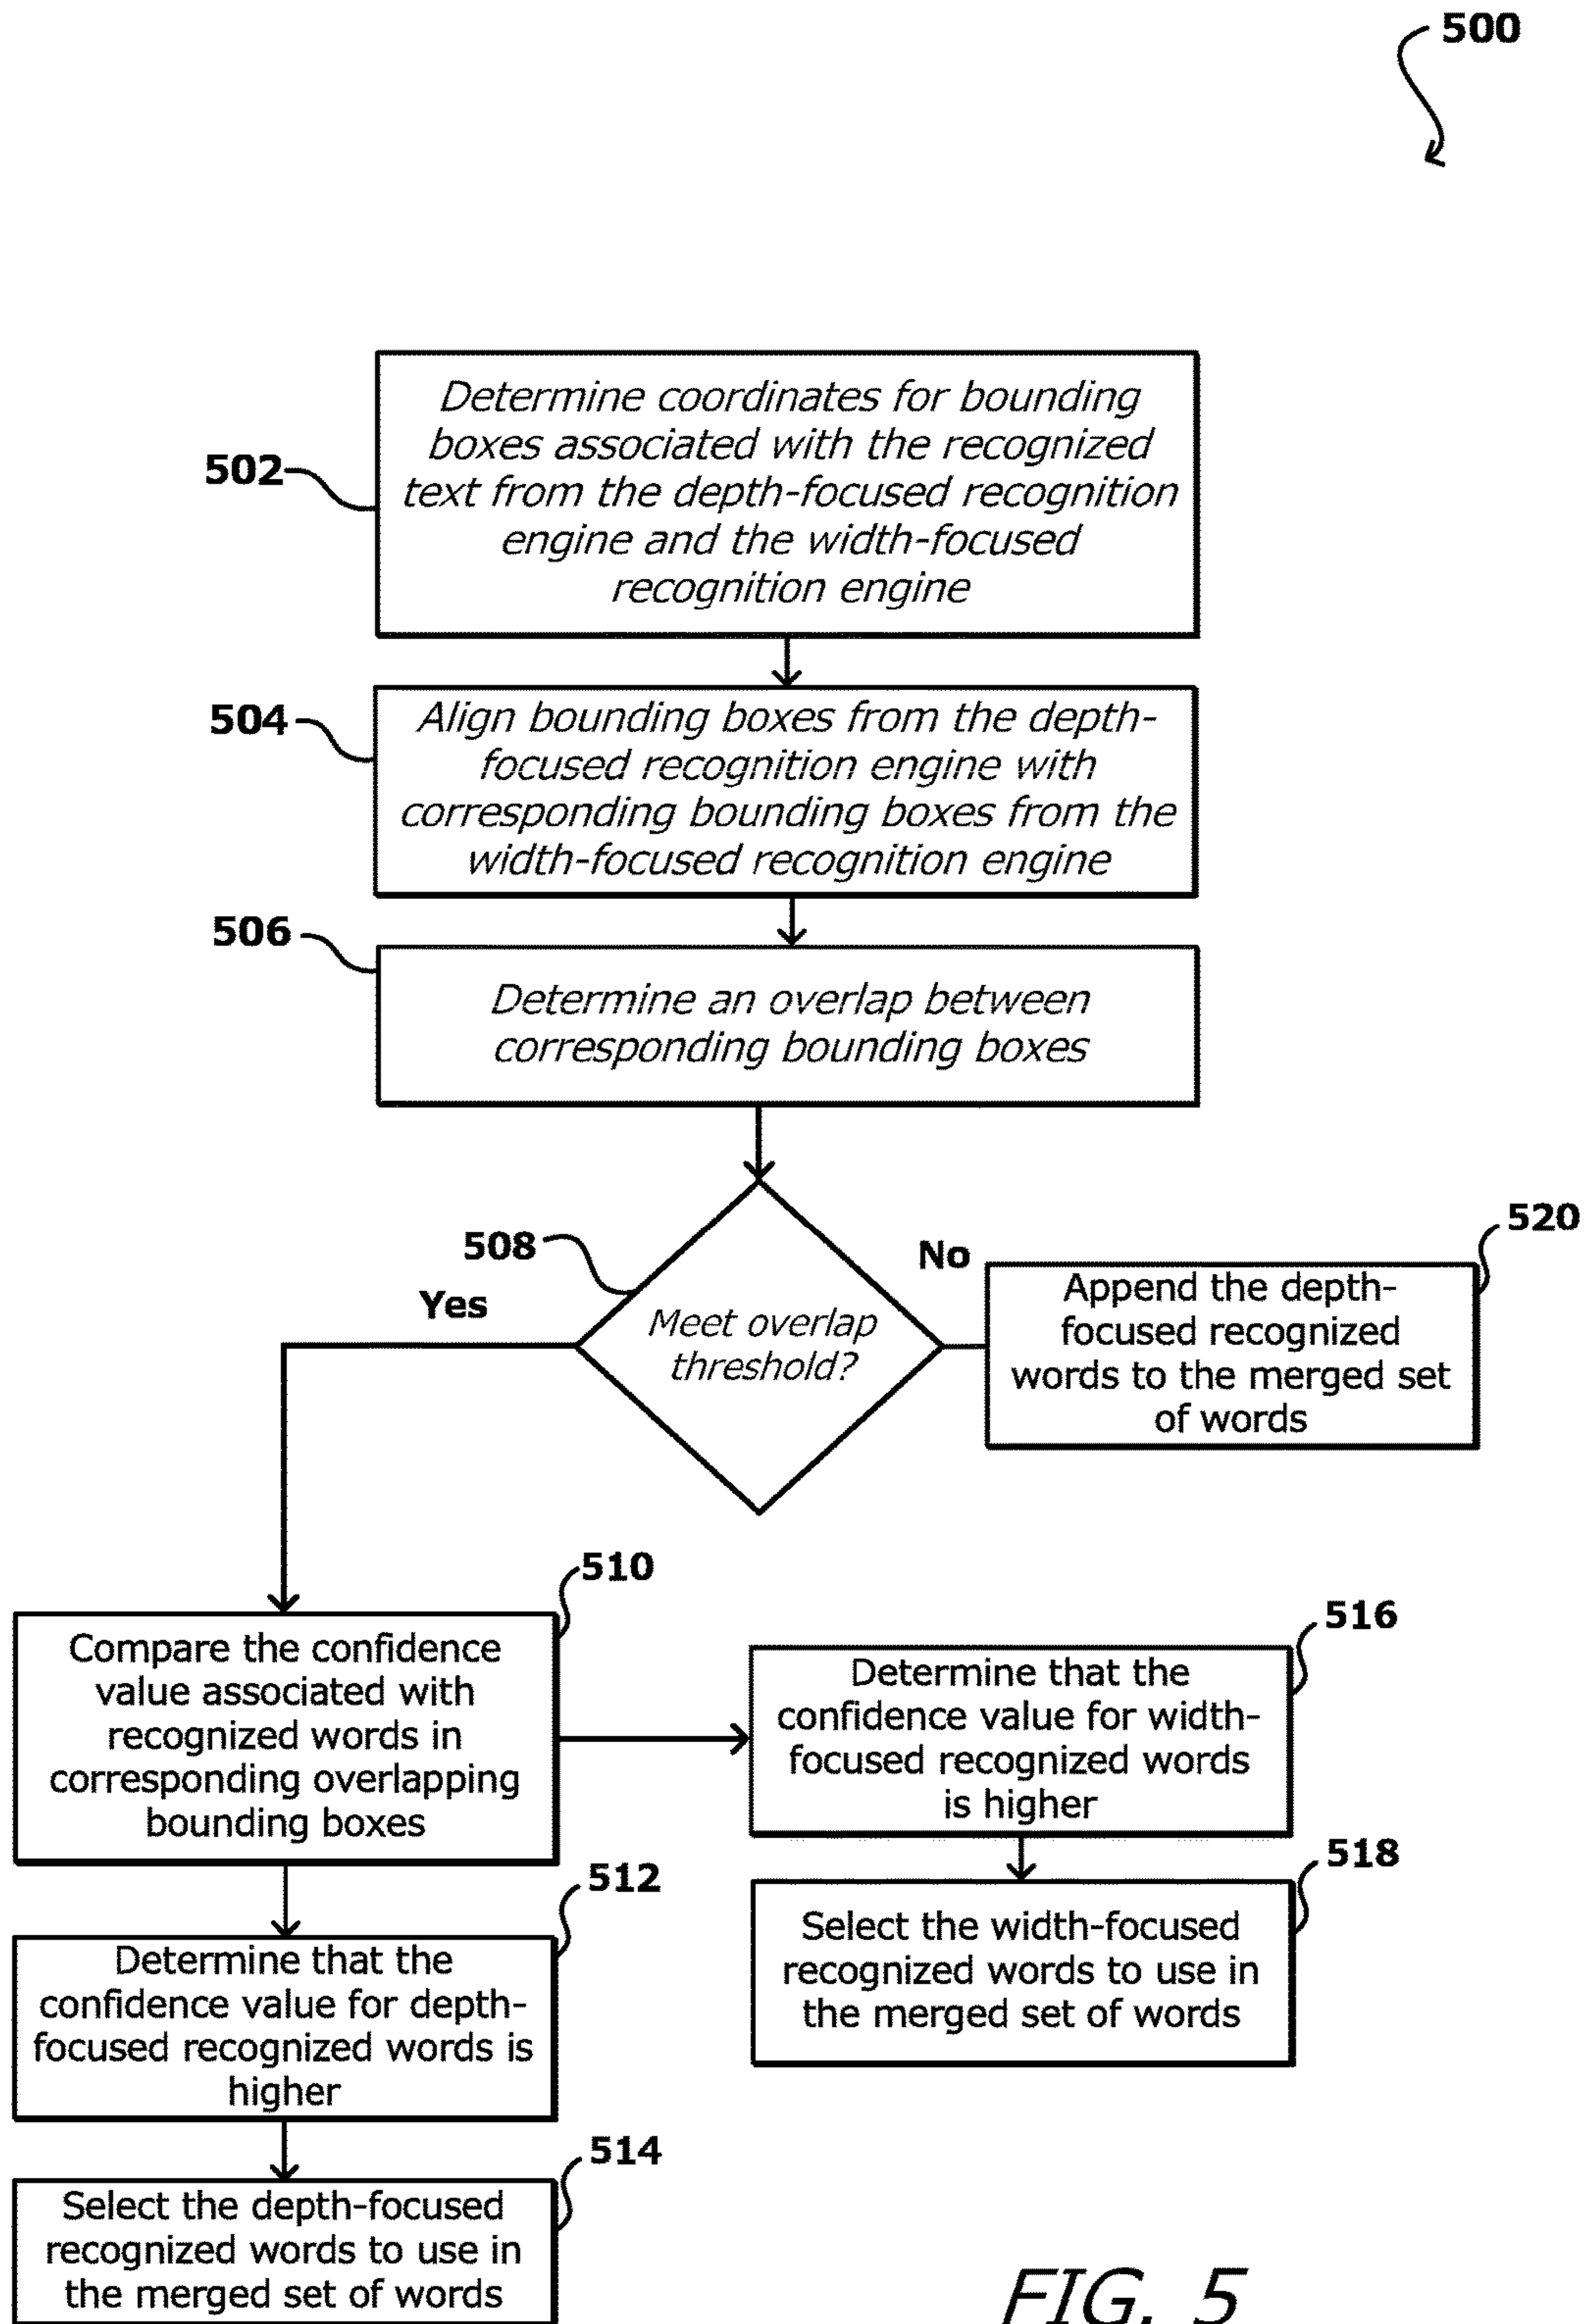 500
502
Determine coordinates for bounding
boxes associated with the recognized
text from the depth-focused recognition
engine and the width-focused
recognition engine
504
Align bounding boxes from the depth-
focused recognition engine with
corresponding bounding boxes from the
width-focused recognition engine
506
Determine an overlap between
corresponding bounding boxes
508
Meet overlap
threshold?
Yes
No
520
Append the depth-
focused recognized
words to the merged set
of words
510
Compare the confidence
value associated with
recognized words in
corresponding overlapping
bounding boxes
516
Determine that the
confidence value for width-
focused recognized words
is higher
512
Determine that the
confidence value for depth-
focused recognized words is
higher
518
Select the width-focused
recognized words to use in
the merged set of words
514
Select the depth-focused
recognized words to use in
the merged set of words
FIG. 5